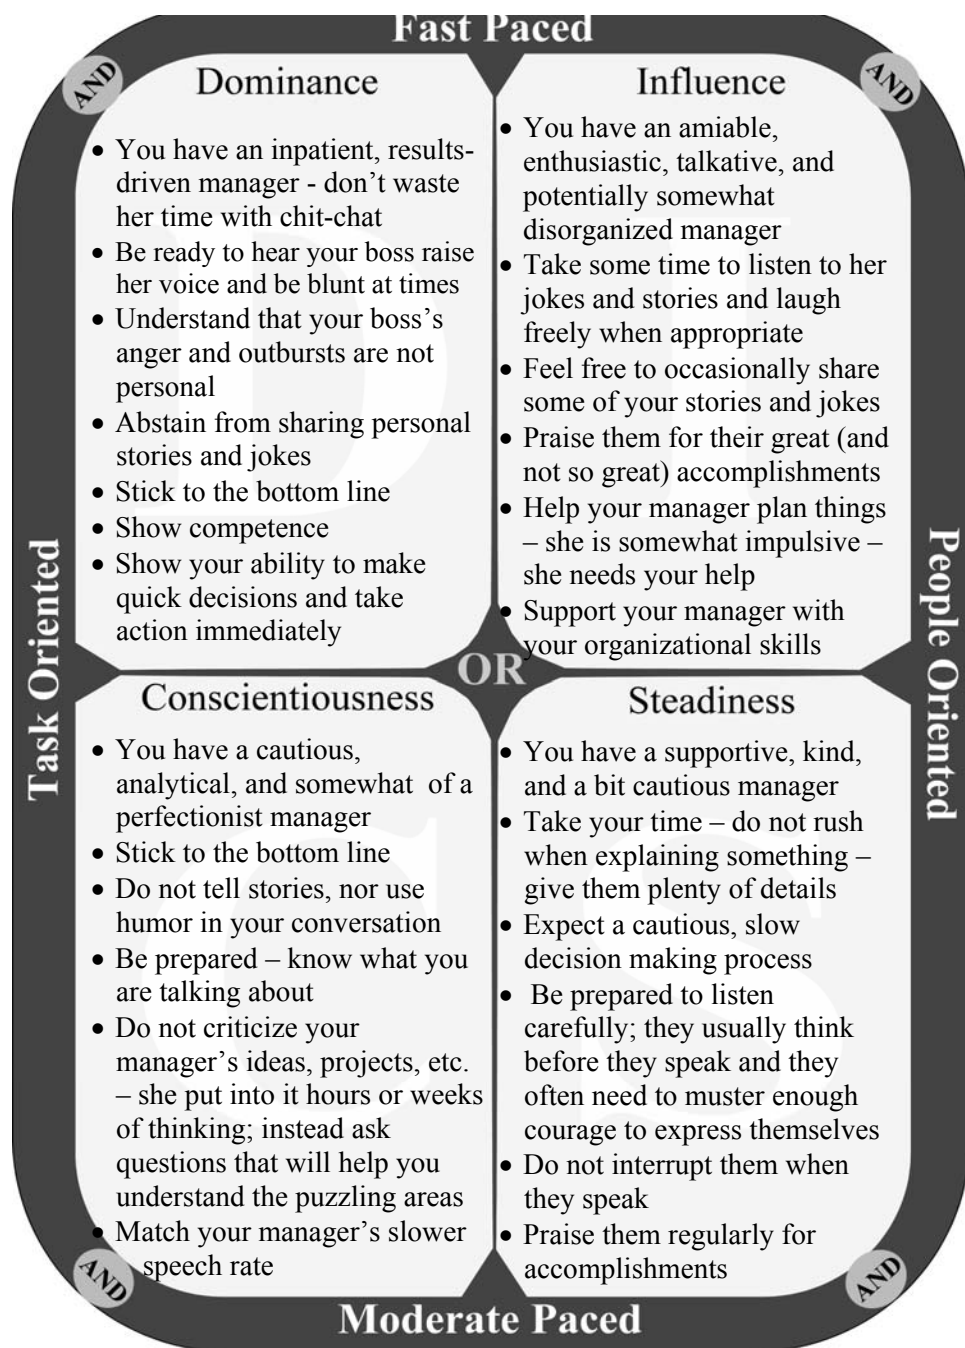 Fast Paced
AND
AND
Dominance
• You have an inpatient, results-
driven manager - don’t waste
her time with chit-chat
• Be ready to hear your boss raise
her voice and be blunt at times
• Understand that your boss’s
anger and outbursts are not
personal
• Abstain from sharing personal
stories and jokes
• Stick to the bottom line
• Show competence
• Show your ability to make
quick decisions and take
action immediately
Influence
• You have an amiable,
enthusiastic, talkative, and
potentially somewhat
disorganized manager
• Take some time to listen to her
jokes and stories and laugh
freely when appropriate
• Feel free to occasionally share
some of your stories and jokes
• Praise them for their great (and
not so great) accomplishments
• Help your manager plan things
– she is somewhat impulsive –
she needs your help
• Support your manager with
your organizational skills
D
I
Task Oriented
OR
People Oriented
Conscientiousness
• You have a cautious,
analytical, and somewhat  of a
perfectionist manager
• Stick to the bottom line
• Do not tell stories, nor use
humor in your conversation
• Be prepared – know what you
are talking about
• Do not criticize your
manager’s ideas, projects, etc.
– she put into it hours or weeks
of thinking; instead ask
questions that will help you
understand the puzzling areas
• Match your manager’s slower
speech rate
Steadiness
• You have a supportive, kind,
and a bit cautious manager
• Take your time – do not rush
when explaining something –
give them plenty of details
• Expect a cautious, slow
decision making process
• Be prepared to listen
carefully; they usually think
before they speak and they
often need to muster enough
courage to express themselves
• Do not interrupt them when
they speak
• Praise them regularly for
accomplishments
C
S
AND
AND
Moderate Paced